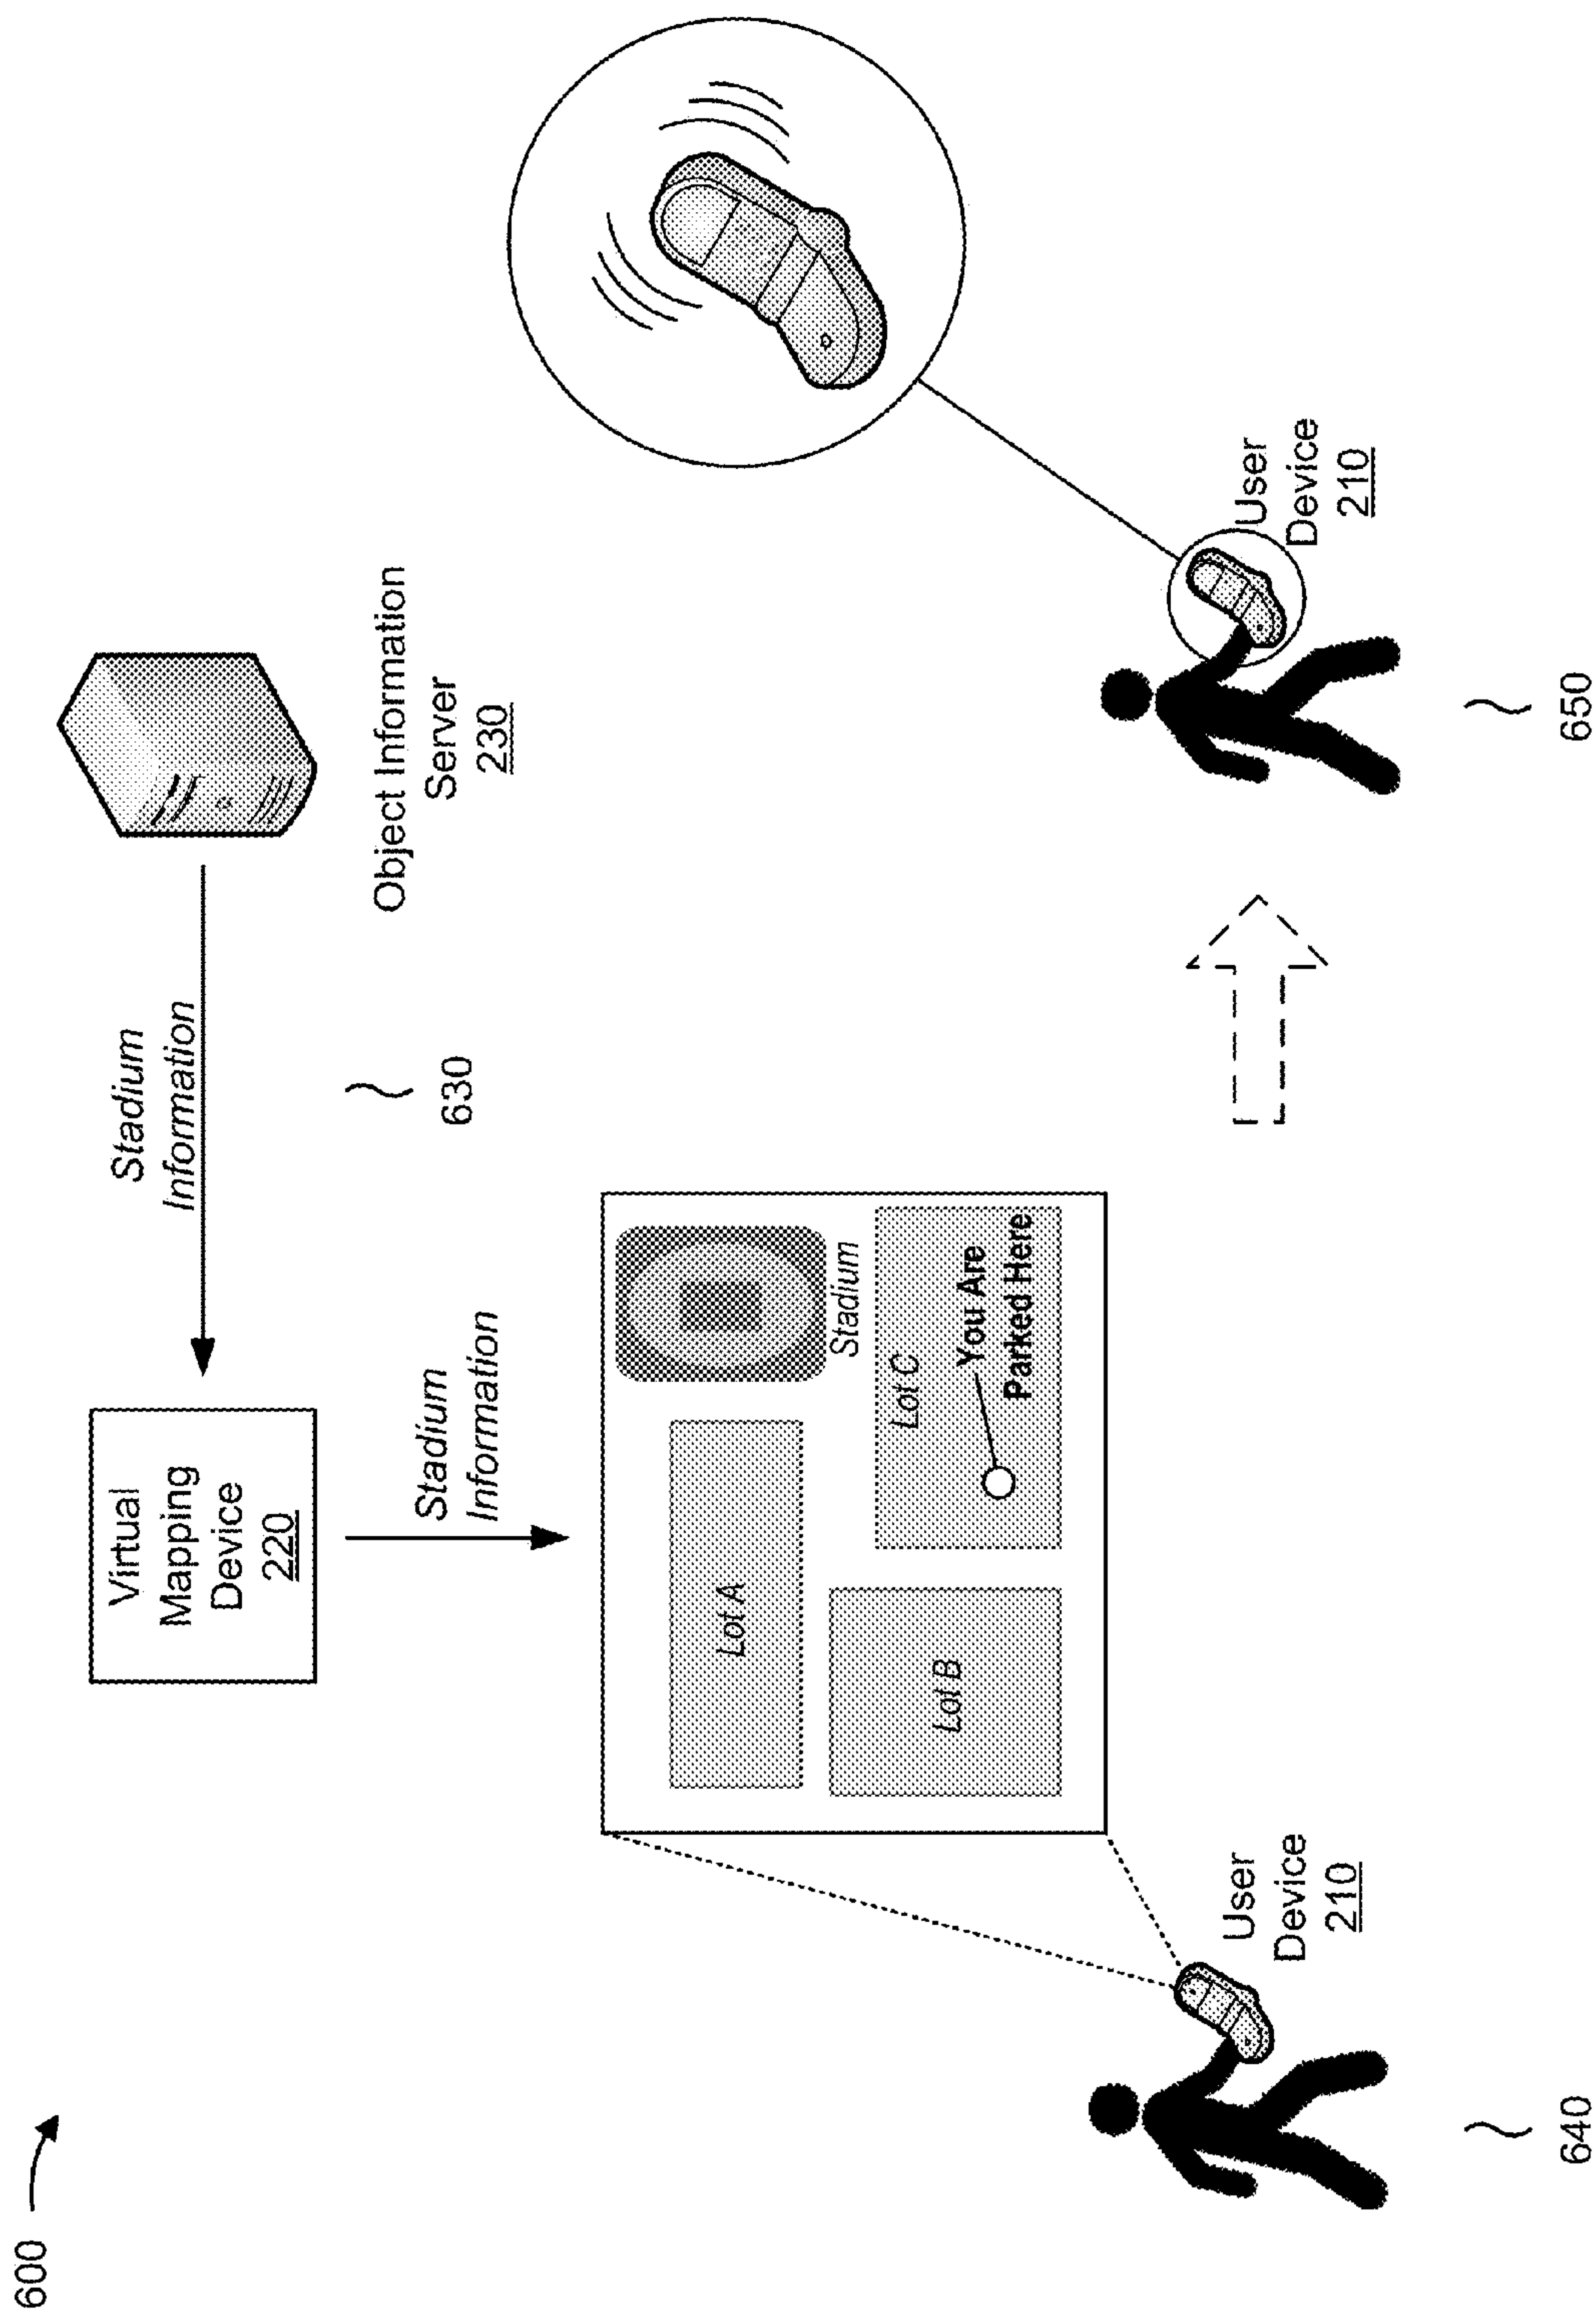 600
Virtual
Mapping
Device
220
Stadium
Information
Object Information
Server
230
630
Stadium
Information
Lot A
Stadium
Lot B
Lot C
You Are
Parked Here
User
Device
210
640
User
Device
210
650